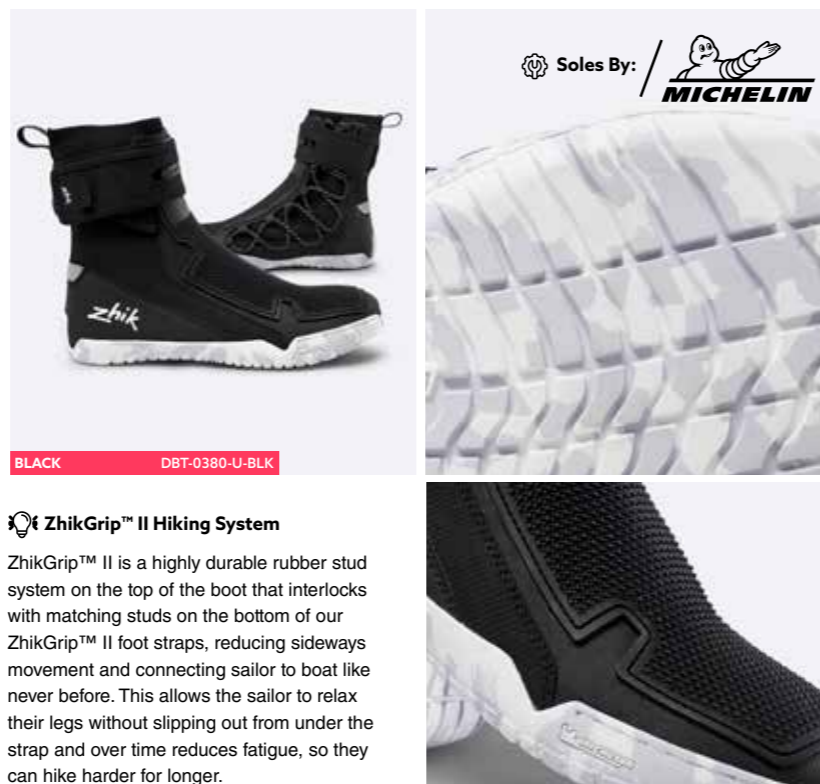 Soles By:
MICHELIN
zhik
zhik
BLACK DBT-0380-U-BLK
ZhikGrip™ II Hiking System
ZhikGrip™ II is a highly durable rubber stud
system on the top of the boot that interlocks
with matching studs on the bottom of our
ZhikGrip™ II foot straps, reducing sideways
movement and connecting sailor to boat like
never before. This allows the sailor to relax
their legs without slipping out from under the
strap and over time reduces fatigue, so they
can hike harder for longer.